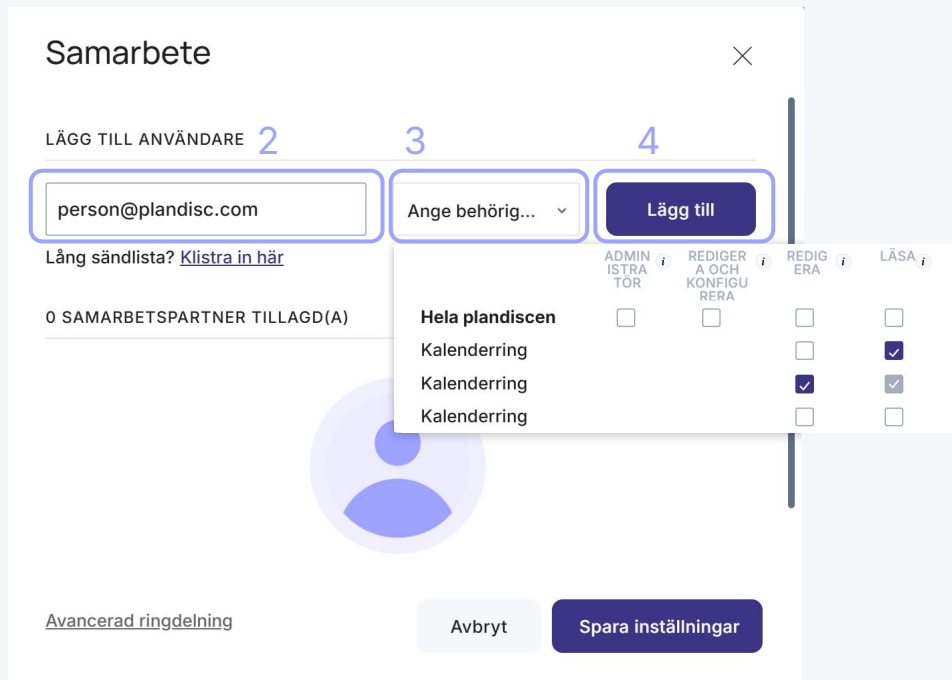 Samarbete
LÄGG TILL ANVÄNDARE 2 3 4
person@plandisc.com Ange behörig... Lägg till
Lång sändlista? Klistra in här
ADMIN
ISTRA
TÖR
i
REDIGER
A OCH
KONFIGU
RERA
i
REDIG
ERA
i
LÄSA
i
0 SAMARBETSPARTNER TILLAGD(A)
Hela plandiscen
Kalenderring
Kalenderring
Kalenderring
Avancerad ringdelning
Avbryt
Spara inställningar